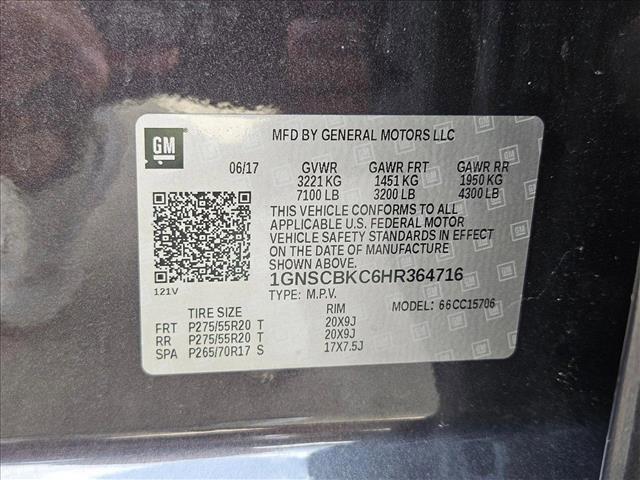 GM
MFD BY GENERAL MOTORS LLC
06/17 GVWR GAWR FRT GAWR RR
3221 KG 1451 KG 1950 KG
7100 LB 3200 LB 4300 LB
THIS VEHICLE CONFORMS TO ALL
APPLICABLE U.S. FEDERAL MOTOR
VEHICLE SAFETY STANDARDS IN EFFECT
ON THE DATE OF MANUFACTURE
SHOWN ABOVE.
1GNSCBKC6HR364716
121V
TYPE: M.P.V. MODEL: 66CC15706
TIRE SIZE RIM
FRT P275/55R20 T 20X9J
RR P275/55R20 T 20X9J
SPA P265/70R17 S 17X7.5J